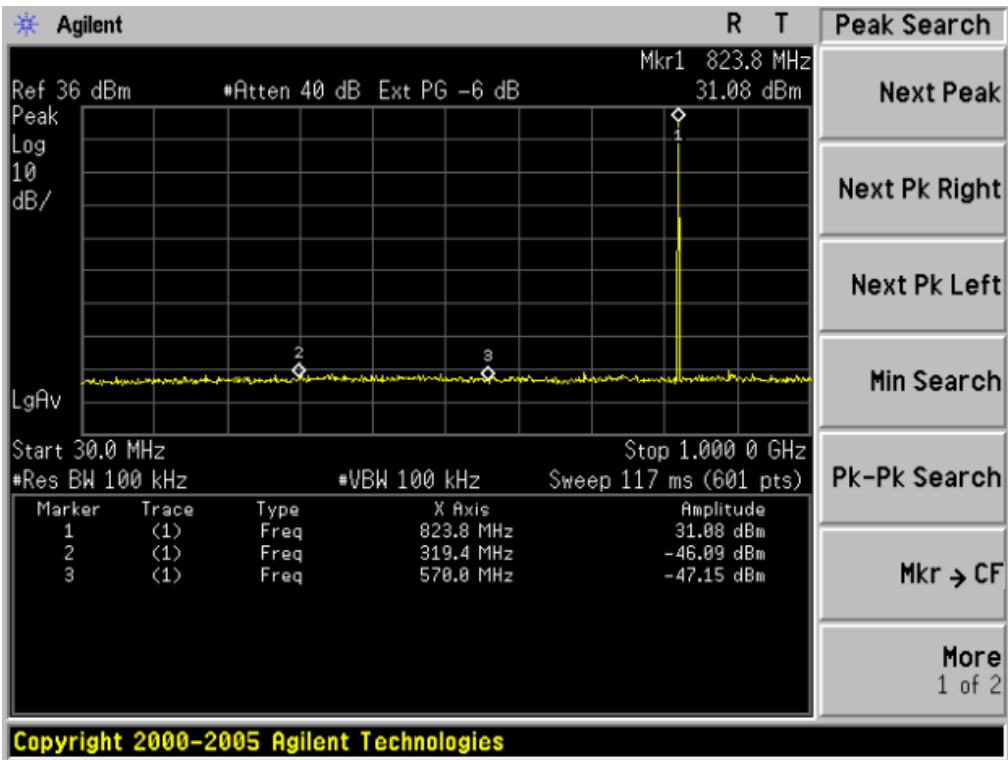 Agilent R T
Mkr1 823.8 MHz
Ref 36 dBm #Atten 40 dB Ext PG -6 dB 31.08 dBm
Peak
Log
10
dB/
1
2
3
LgAv
Start 30.0 MHz Stop 1.000 0 GHz
#Res BW 100 kHz #VBW 100 kHz Sweep 117 ms (601 pts)
Marker Trace Type X Axis Amplitude
1 (1) Freq 823.8 MHz 31.08 dBm
2 (1) Freq 319.4 MHz -46.09 dBm
3 (1) Freq 570.0 MHz -47.15 dBm
Peak Search
Next Peak
Next Pk Right
Next Pk Left
Min Search
Pk-Pk Search
Mkr → CF
More
1 of 2
Copyright 2000-2005 Agilent Technologies